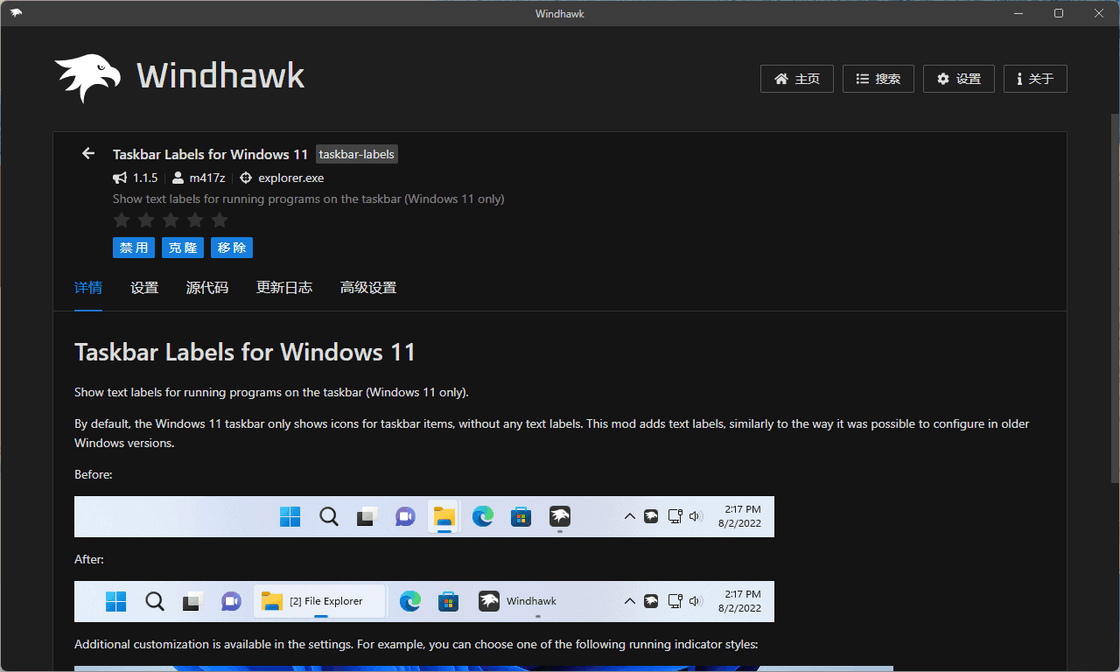 Windhawk
Windhawk
主页 搜索 设置 关于
Taskbar Labels for Windows 11 taskbar-labels
1.1.5 m417z explorer.exe
Show text labels for running programs on the taskbar (Windows 11 only)
禁用 克隆 移除
详情 设置 源代码 更新日志 高级设置
Taskbar Labels for Windows 11
Show text labels for running programs on the taskbar (Windows 11 only).
By default, the Windows 11 taskbar only shows icons for taskbar items, without any text labels. This mod adds text labels, similarly to the way it was possible to configure in older
Windows versions.
Before:
2:17 PM
8/2/2022
After:
[2] File Explorer Windhawk 2:17 PM
8/2/2022
Additional customization is available in the settings. For example, you can choose one of the following running indicator styles: